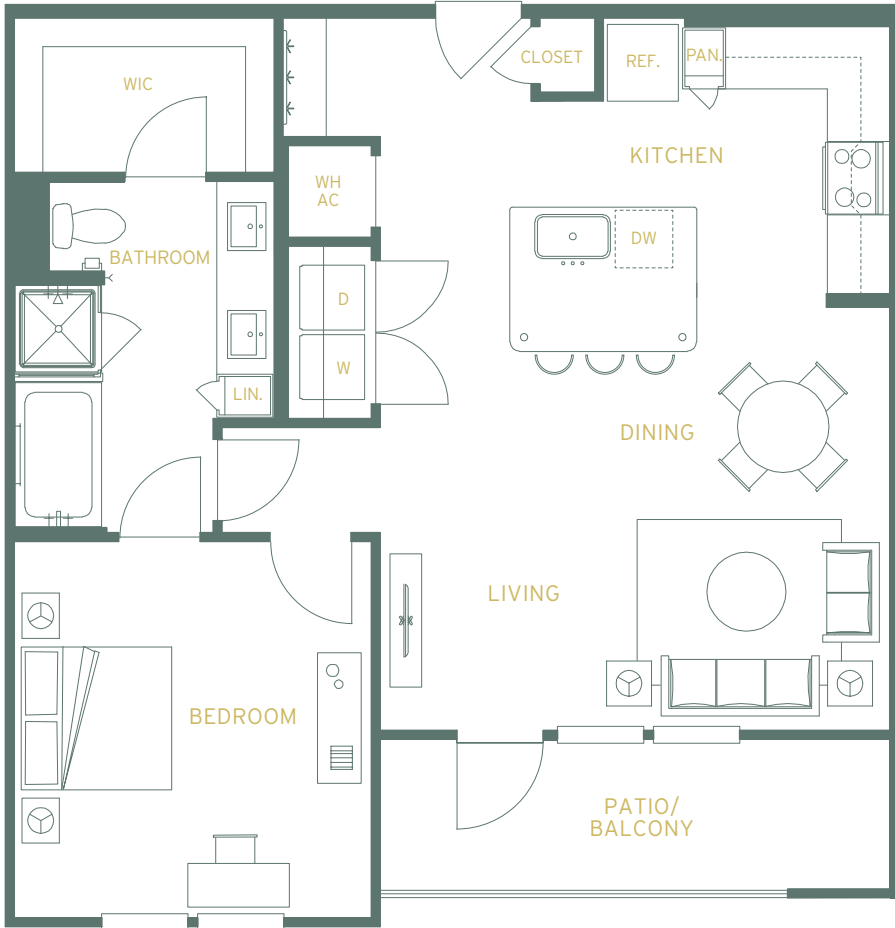 CLOSET
REF.
PAN.
WIC
KITCHEN
WH
AC
DW
BATHROOM
D
W
LIN.
DINING
LIVING
BEDROOM
PATIO/
BALCONY